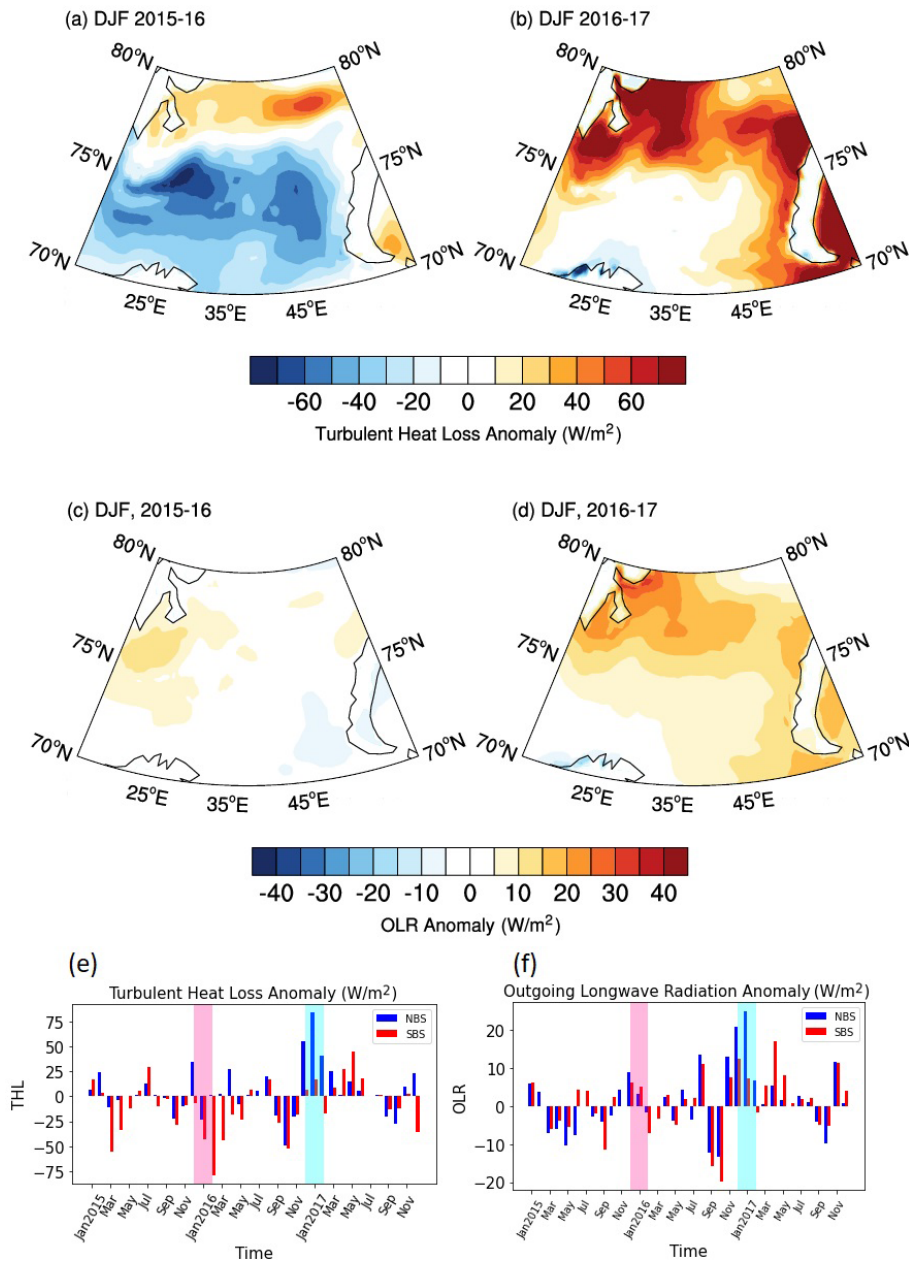 (a) DJF 2015-16
(b) DJF 2016-17
80°N 80°N 80°N 80°N
75°N 75°N 75°N 75°N
70°N 70°N 70°N 70°N
25°E 35°E 45°E 25°E 35°E 45°E
-60 -40 -20 0 20 40 60
Turbulent Heat Loss Anomaly (W/m²)
(c) DJF, 2015-16
(d) DJF, 2016-17
80°N 80°N 80°N 80°N
75°N 75°N 75°N 75°N
70°N 70°N 70°N 70°N
25°E 35°E 45°E 25°E 35°E 45°E
-40 -30 -20 -10 0 10 20 30 40
OLR Anomaly (W/m²)
(e)
Turbulent Heat Loss Anomaly (W/m²)
NBS
SBS
75
50
25
0
−25
−50
−75
THL
Jan2015 Mar May Jul Sep Nov Jan2016 Mar May Jul Sep Nov Jan2017 Mar May Jul Sep Nov
Time
(f)
Outgoing Longwave Radiation Anomaly (W/m²)
NBS
SBS
20
10
0
−10
−20
OLR
Jan2015 Mar May Jul Sep Nov Jan2016 Mar May Jul Sep Nov Jan2017 Mar May Jul Sep Nov
Time